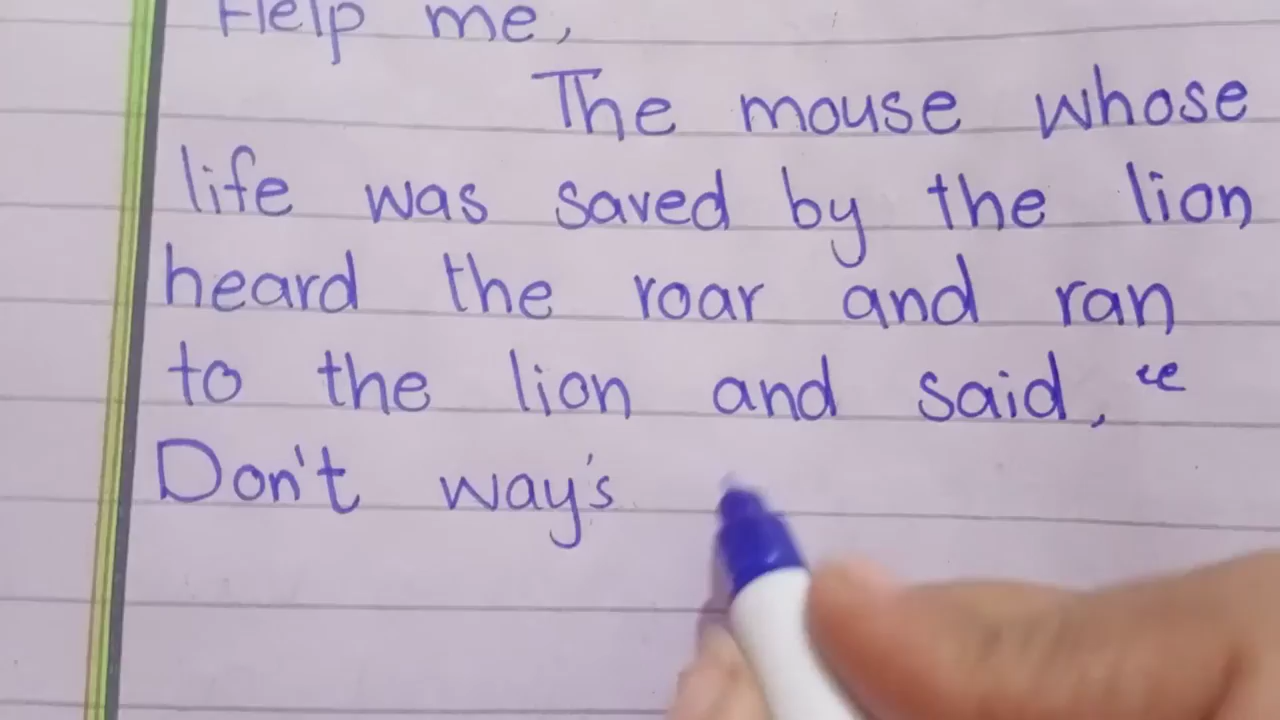 Help me,
The mouse whose
life was saved by the lion
heard the roar and ran
to the lion and said, “
Don't way's